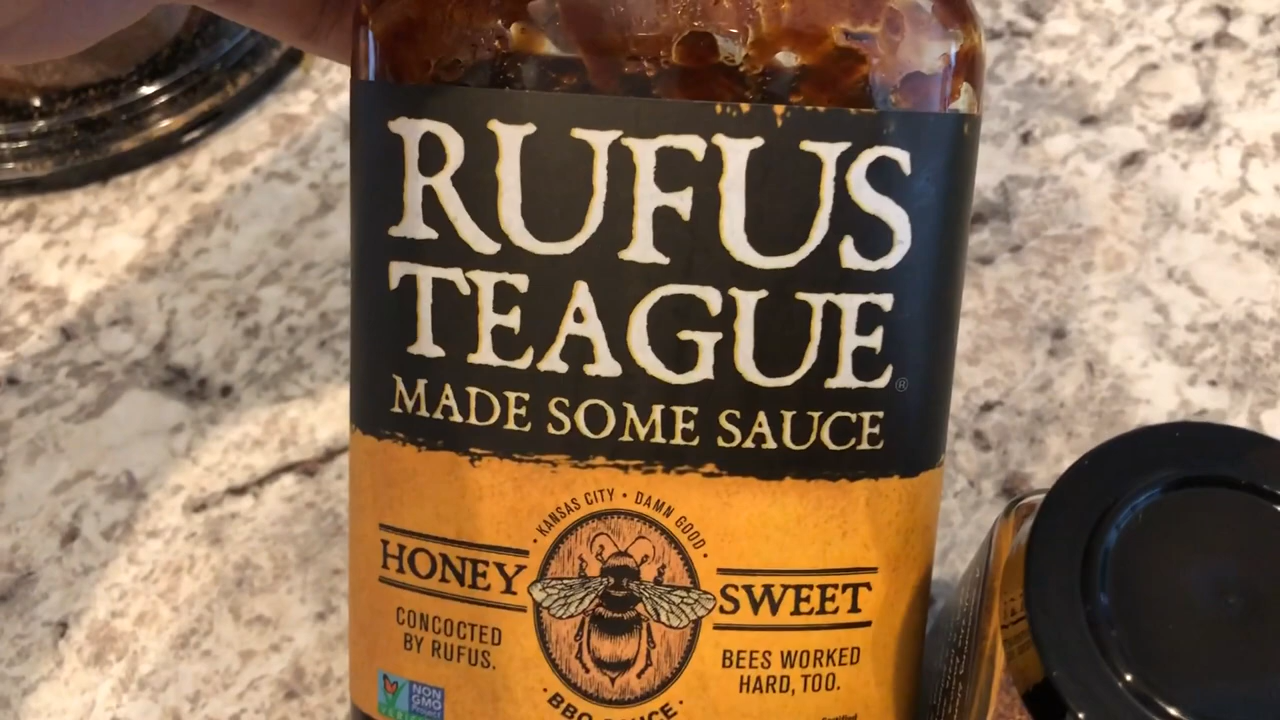 RUFUS
TEAGUE®
MADE SOME SAUCE
KANSAS CITY • DAMN GOOD
HONEY
SWEET
CONCOCTED
BY RUFUS.
BEES WORKED
HARD, TOO.
BBQ SAUCE
NON
GMO
Project